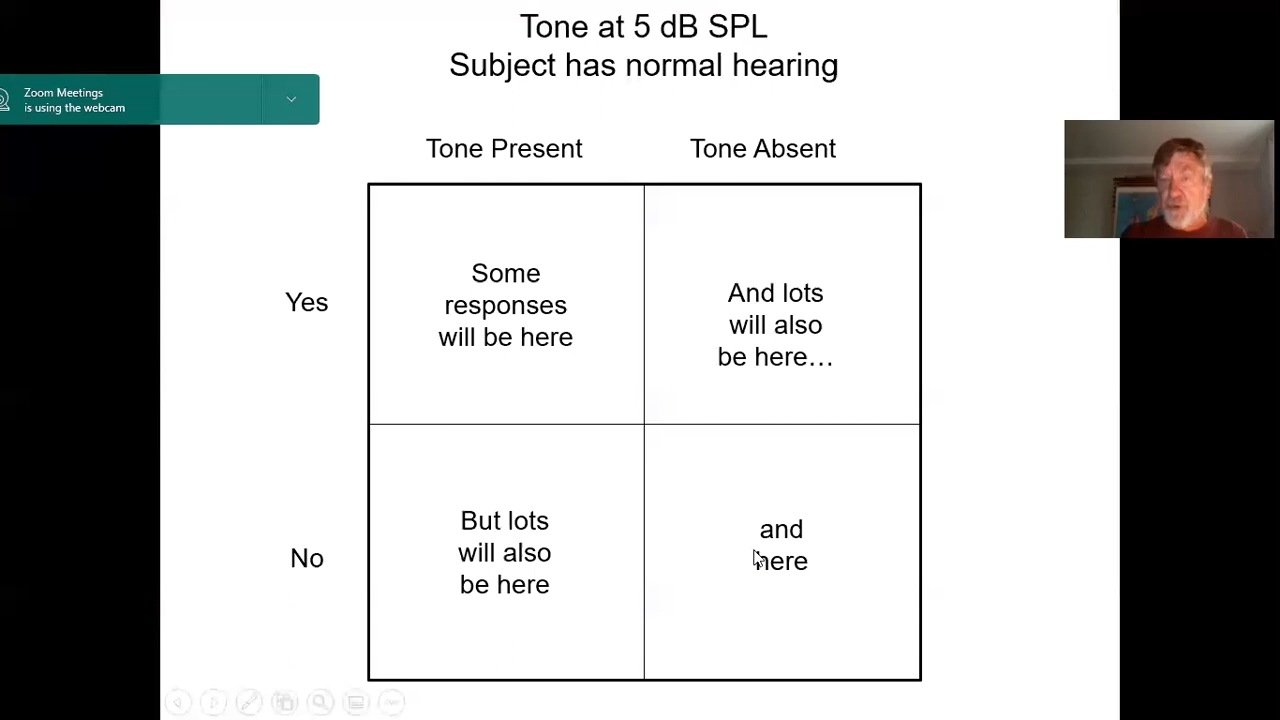 Tone at 5 dB SPL
Subject has normal hearing
Zoom Meetings
is using the webcam
Tone Present
Tone Absent
Yes
Some
responses
will be here
And lots
will also
be here…
No
But lots
will also
be here
and
here